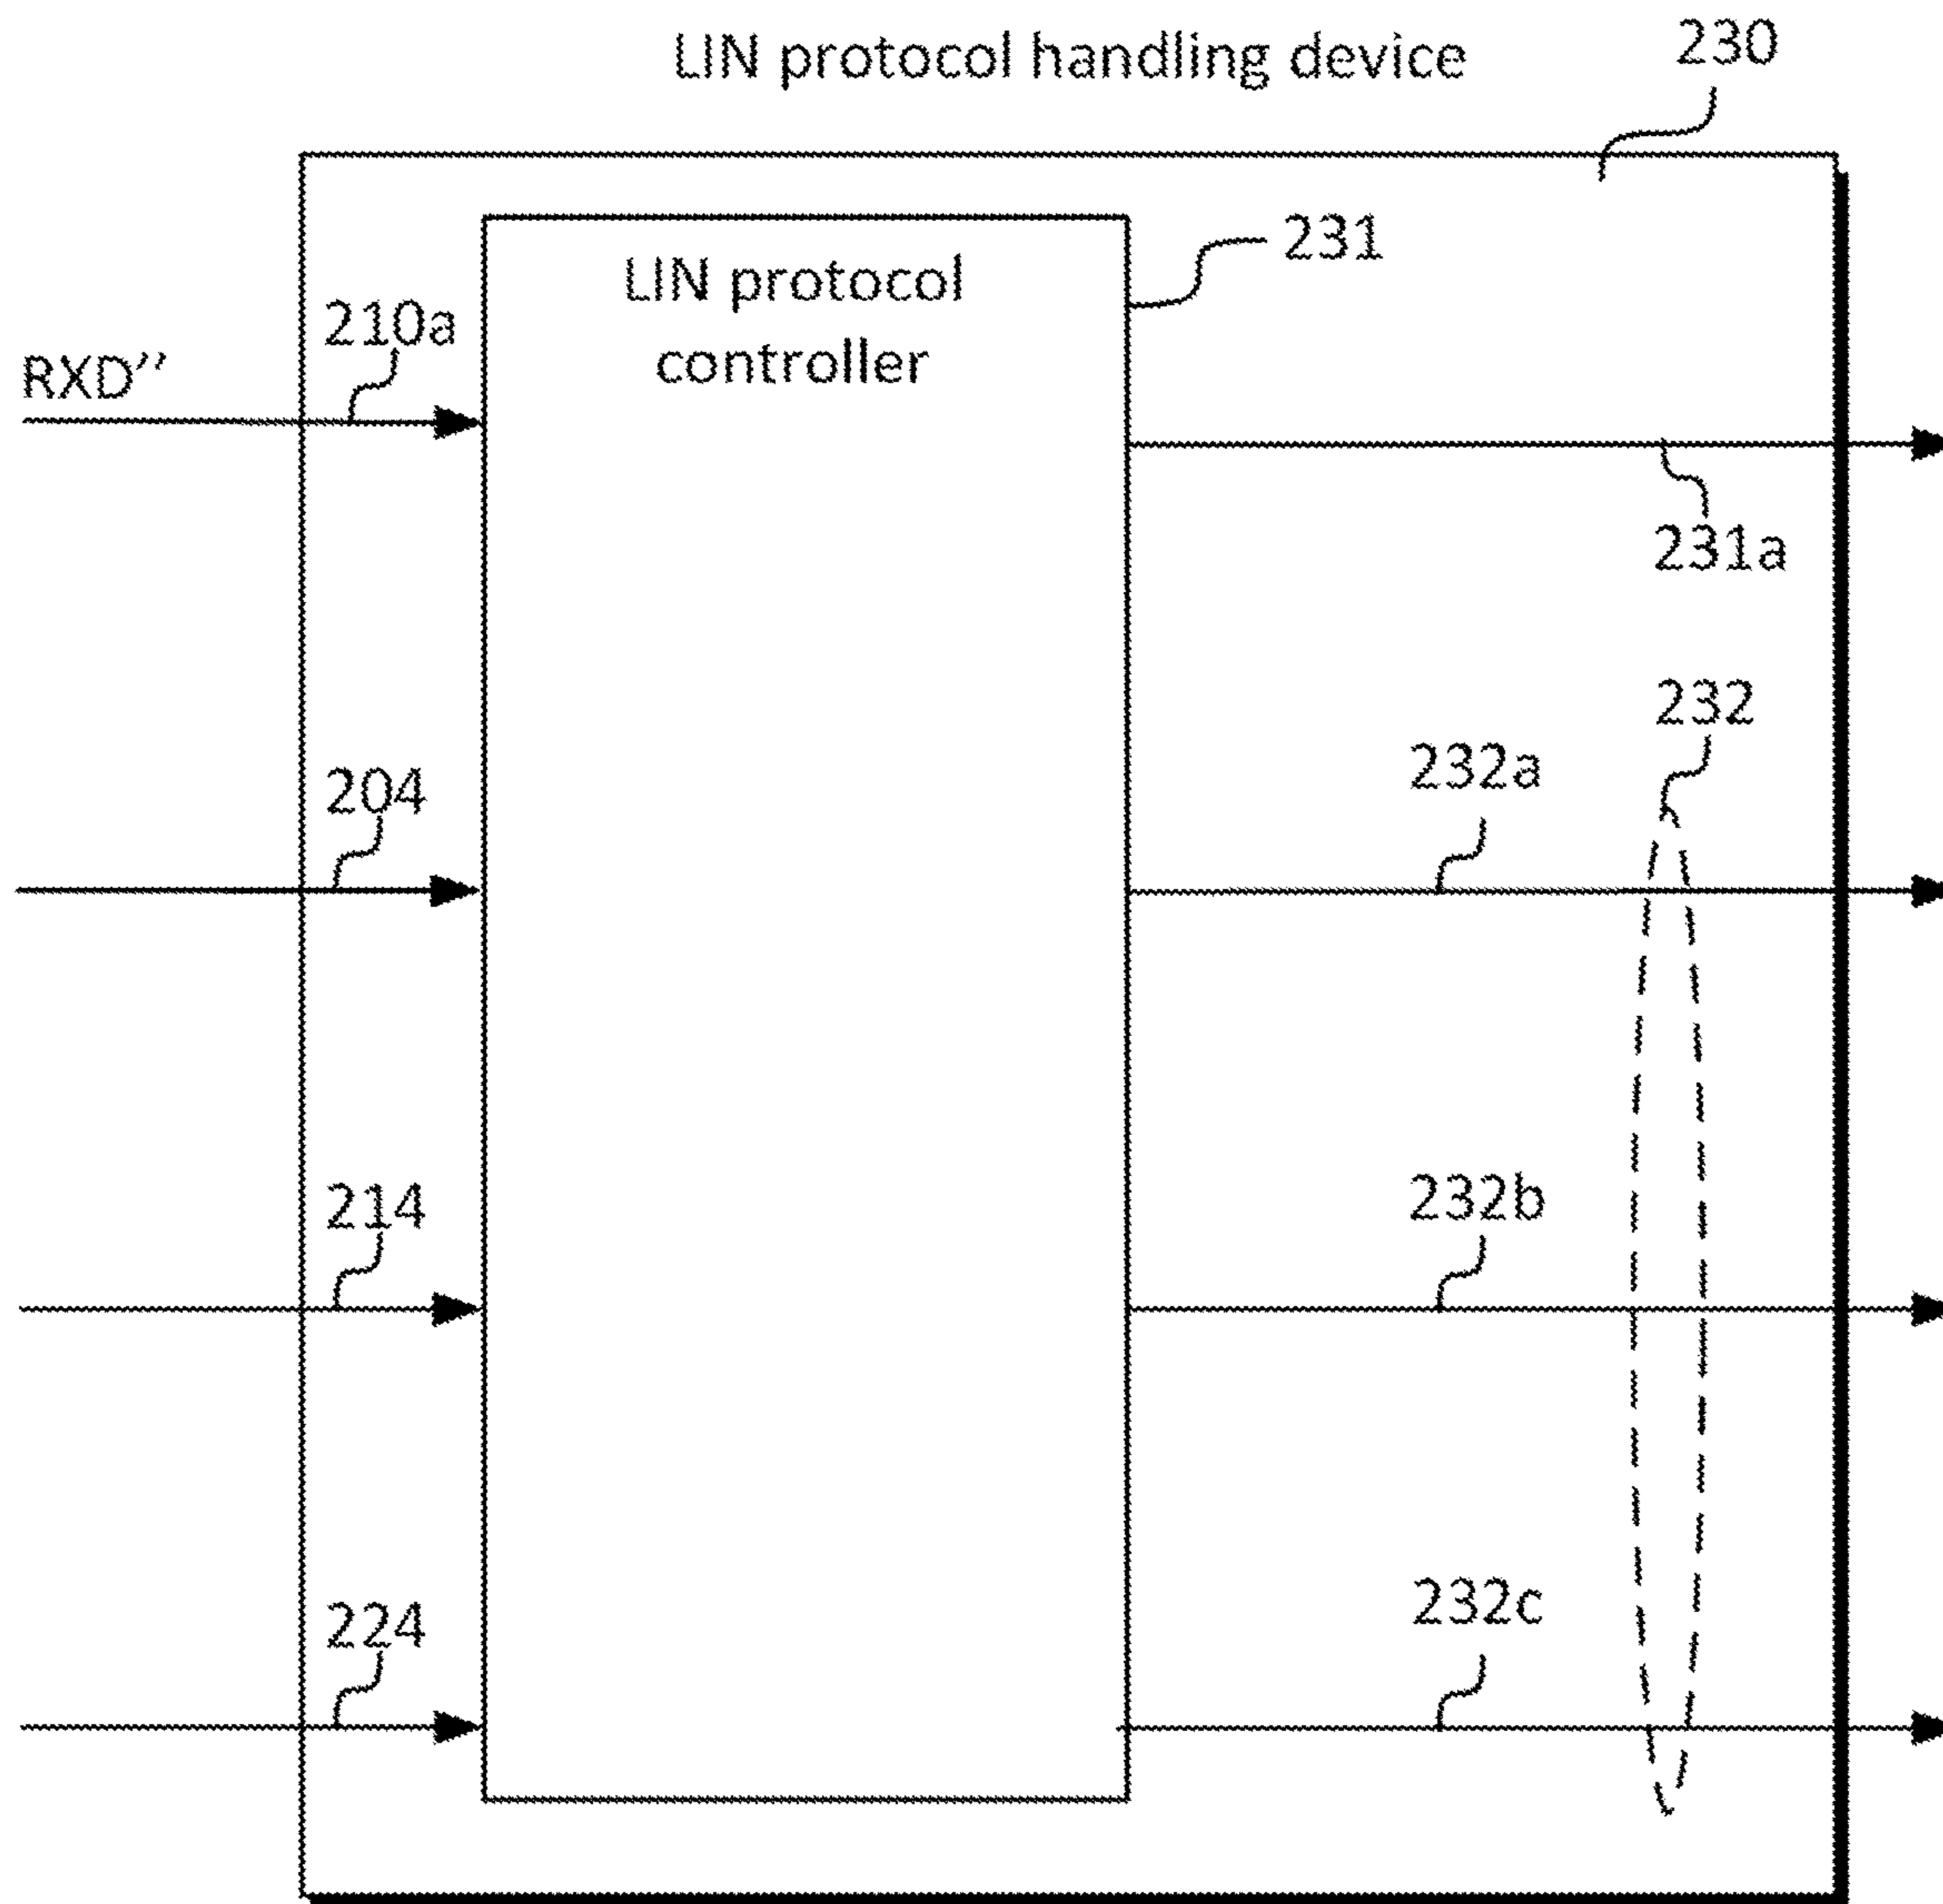 LIN protocol handling device
230
LIN protocol
controller
231
210a
RXD’’
231a
232
232a
204
214
232b
224
232c